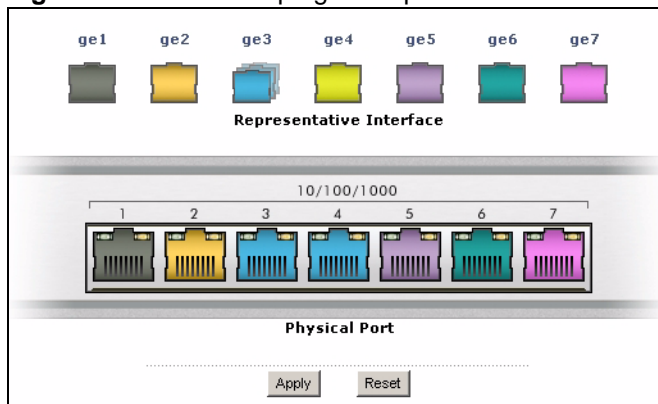 ge1 ge2 ge3 ge4 ge5 ge6 ge7
Representative Interface
10/100/1000
1 2 3 4 5 6 7
Physical Port
Apply Reset